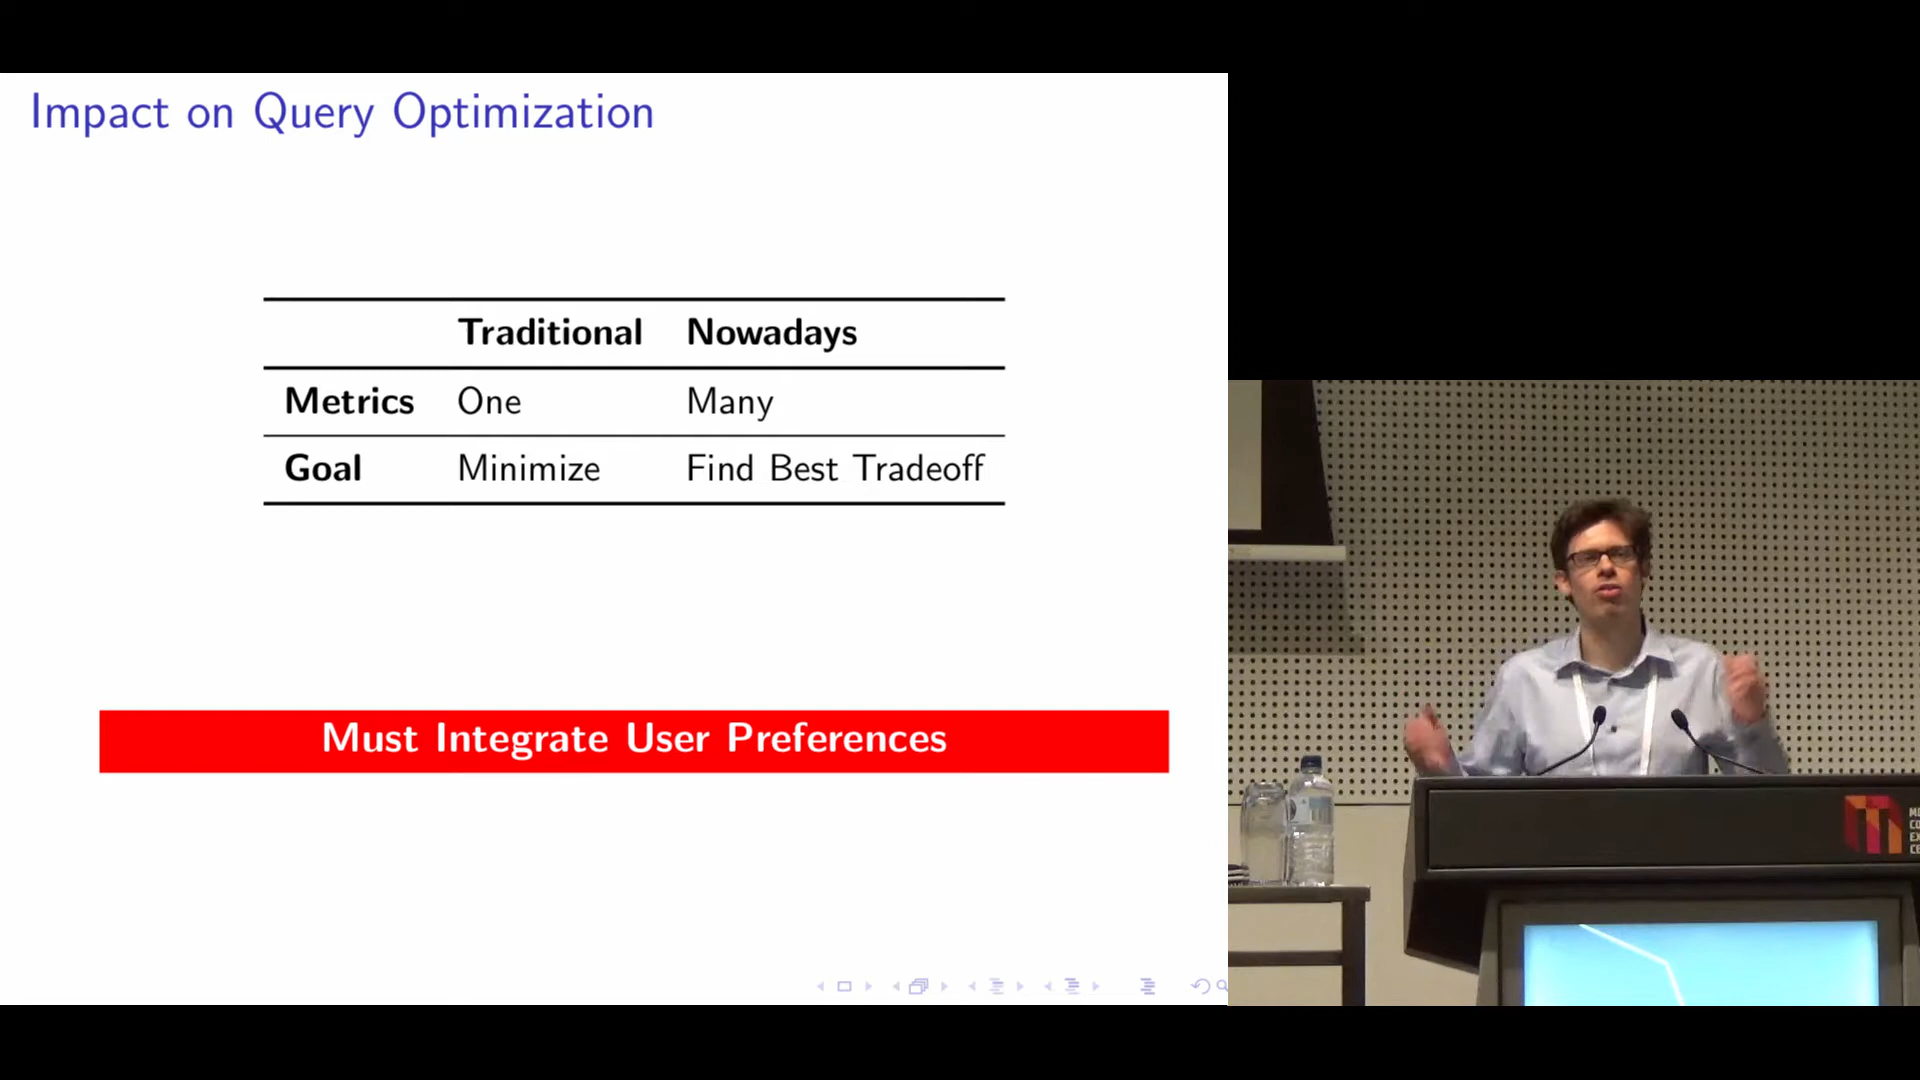 Impact on Query Optimization
Traditional Nowadays
Metrics One Many
Goal Minimize Find Best Tradeoff
Must Integrate User Preferences